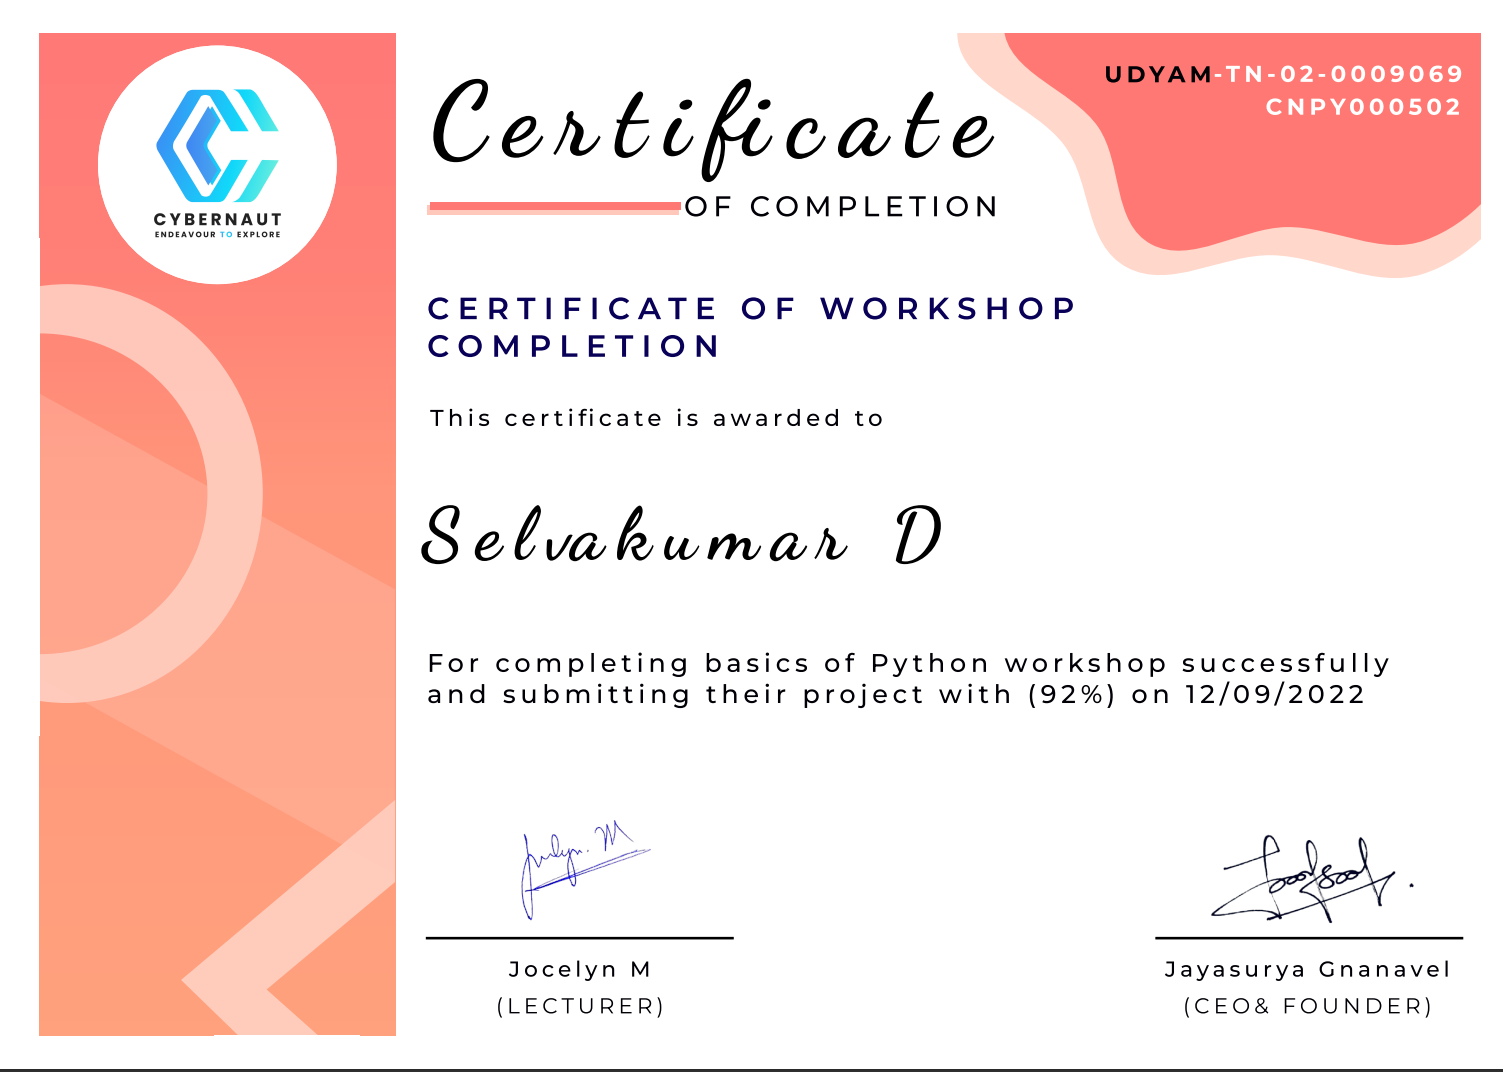 CYBERNAUT
ENDEAVOUR TO EXPLORE
Certificate
OF COMPLETION
UDYAM-TN-02-0009069
CNPY000502
CERTIFICATE OF WORKSHOP
COMPLETION
This certificate is awarded to
Selvakumar D
For completing basics of Python workshop successfully
and submitting their project with (92%) on 12/09/2022
Jocelyn. M
Jocelyn M
(LECTURER)
Jayasurya Gnanavel
(CEO& FOUNDER)